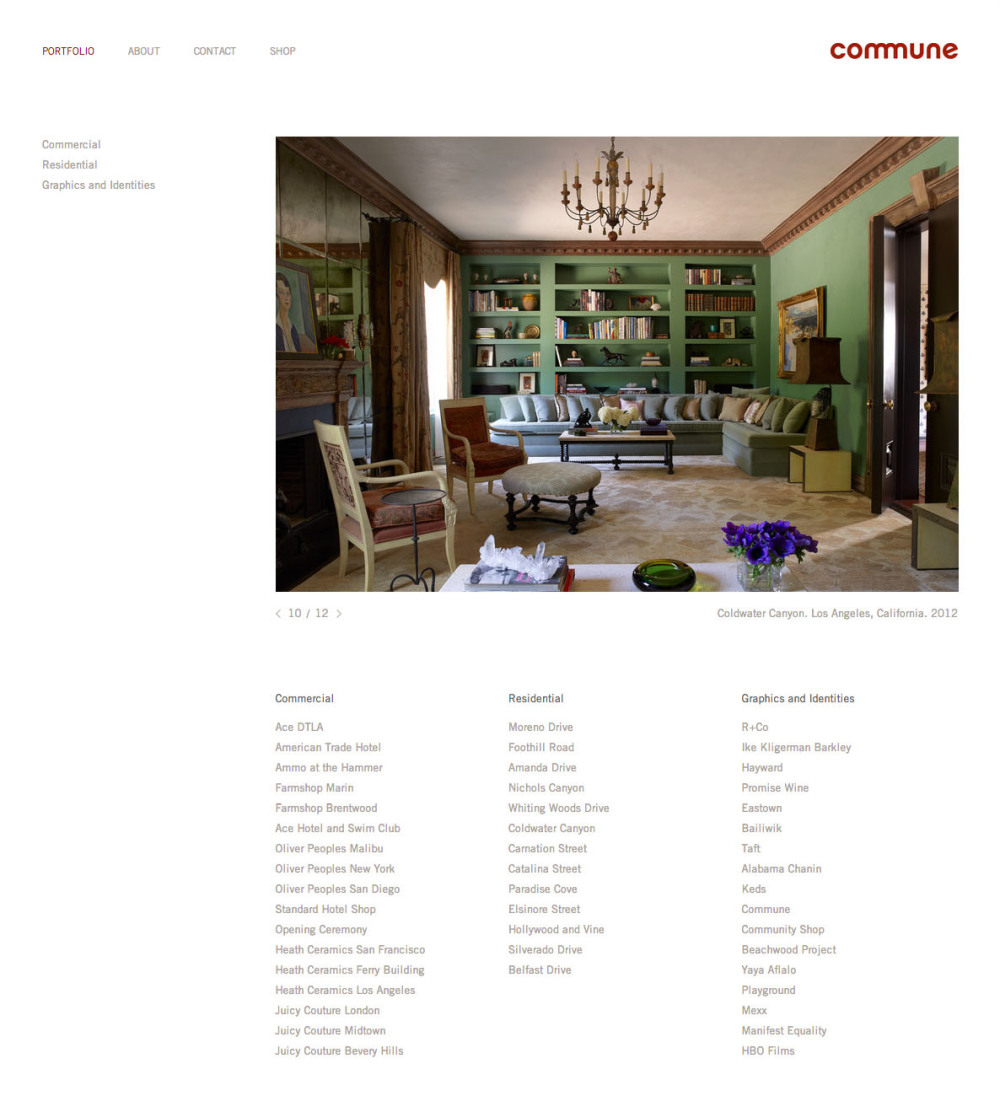 PORTFOLIO ABOUT CONTACT SHOP commune
Commercial
Residential
Graphics and Identities
< 10 / 12 > Coldwater Canyon. Los Angeles, California. 2012
Commercial
Ace DTLA
American Trade Hotel
Ammo at the Hammer
Farmshop Marin
Farmshop Brentwood
Ace Hotel and Swim Club
Oliver Peoples Malibu
Oliver Peoples New York
Oliver Peoples San Diego
Standard Hotel Shop
Opening Ceremony
Heath Ceramics San Francisco
Heath Ceramics Ferry Building
Heath Ceramics Los Angeles
Juicy Couture London
Juicy Couture Midtown
Juicy Couture Bevery Hills
Residential
Moreno Drive
Foothill Road
Amanda Drive
Nichols Canyon
Whiting Woods Drive
Coldwater Canyon
Carnation Street
Catalina Street
Paradise Cove
Elsinore Street
Hollywood and Vine
Silverado Drive
Belfast Drive
Graphics and Identities
R+Co
Ike Kligerman Barkley
Hayward
Promise Wine
Eastown
Bailiwik
Taft
Alabama Chanin
Keds
Commune
Community Shop
Beachwood Project
Yaya Aflalo
Playground
Mexx
Manifest Equality
HBO Films